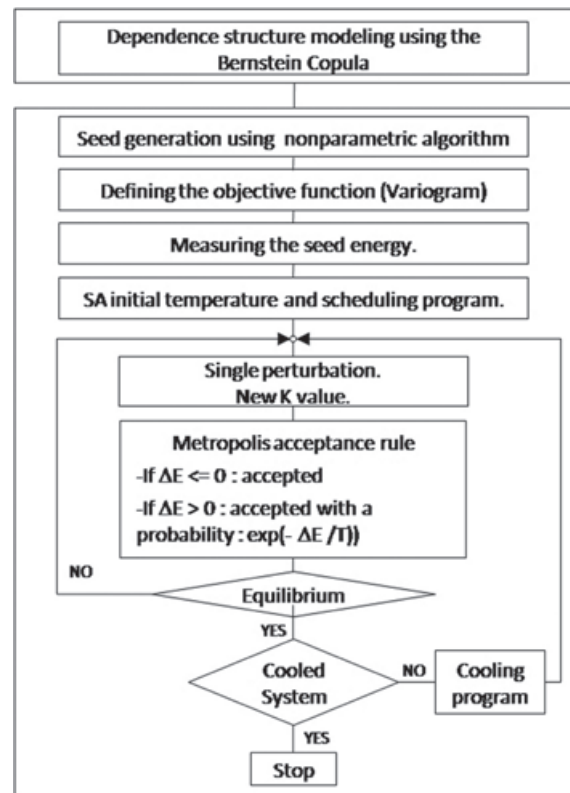 Dependence structure modeling using the
Bernstein Copula
Seed generation using nonparametric algorithm
Defining the objective function (Variogram)
Measuring the seed energy.
SA initial temperature and scheduling program.
Single perturbation.
New K value.
Metropolis acceptance rule
-If ΔE <= 0 : accepted
-If ΔE > 0 : accepted with a
probability : exp(- ΔE /T))
NO
Equilibrium
YES
Cooled
System
NO
Cooling
program
YES
Stop